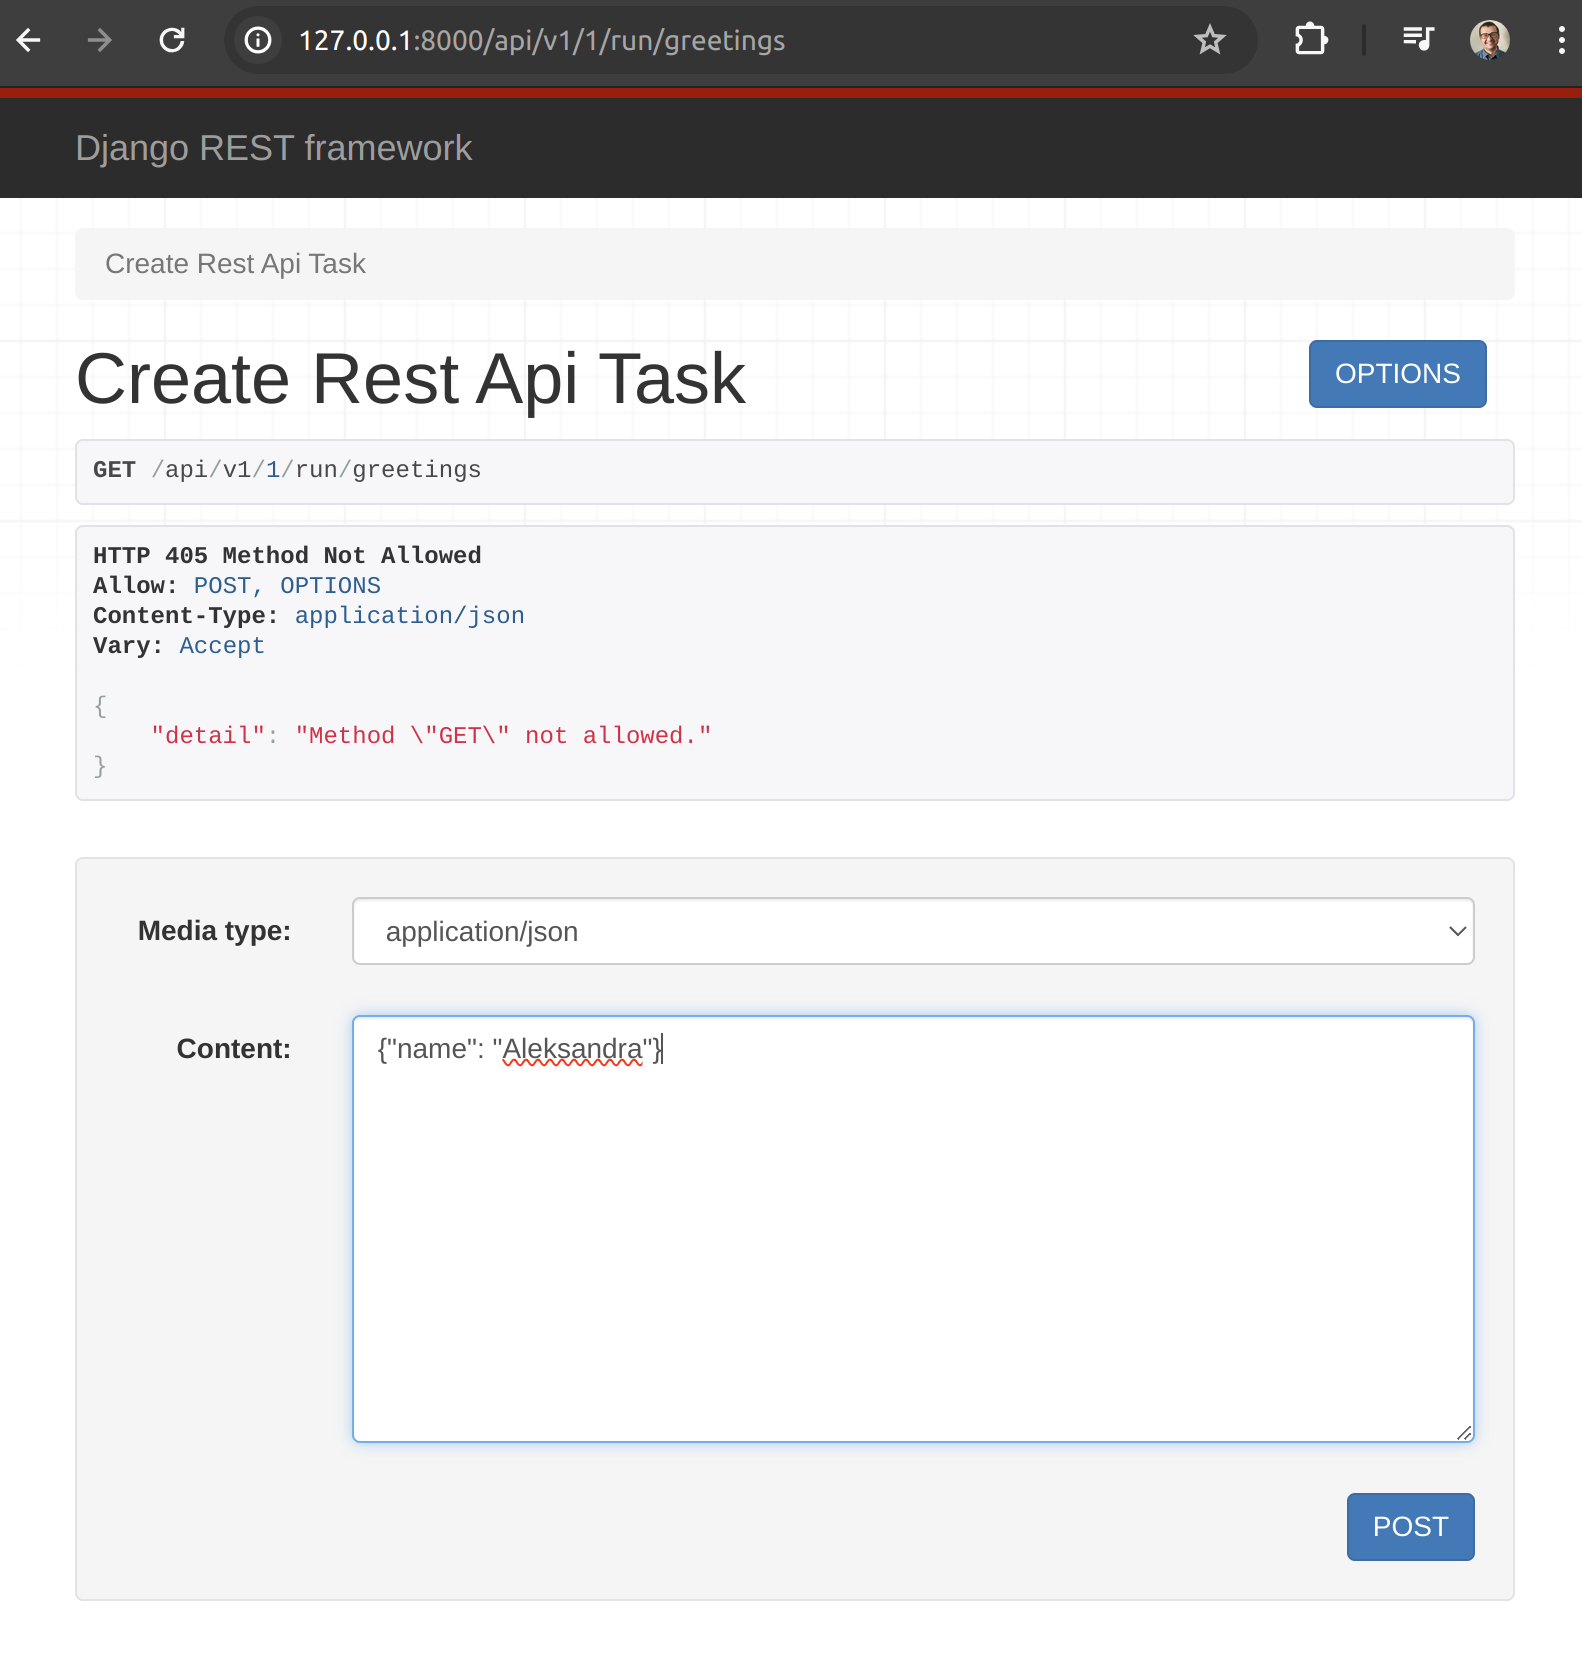 127.0.0.1:8000/api/v1/1/run/greetings
Django REST framework
Create Rest Api Task
Create Rest Api Task
OPTIONS
GET /api/v1/1/run/greetings
HTTP 405 Method Not Allowed
Allow: POST, OPTIONS
Content-Type: application/json
Vary: Accept
{
    "detail": "Method \"GET\" not allowed."
}
Media type:
application/json
Content:
{"name": "Aleksandra"}
POST